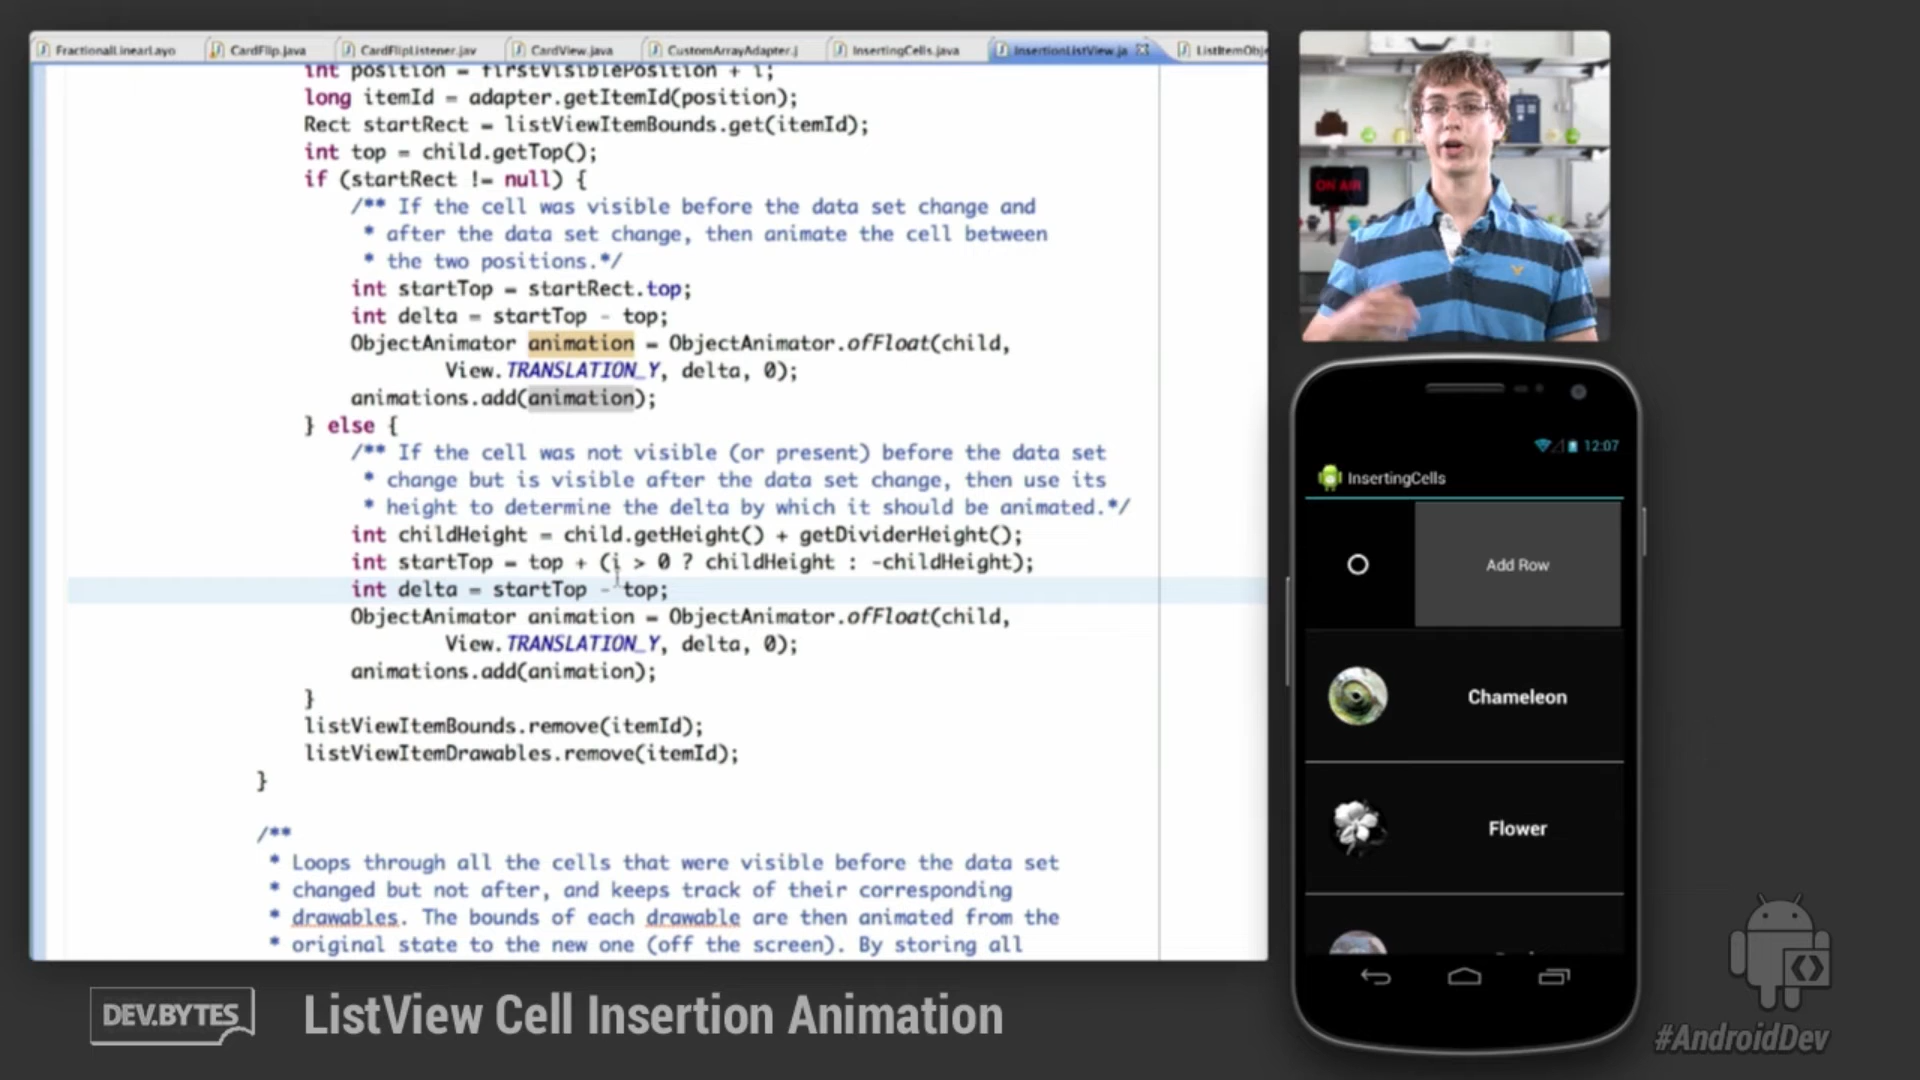 FractionalLinearLayo
CardFlip.java
CardFlipListener.jav
CardView.java
CustomArrayAdapter.j
InsertingCells.java
InsertionListView.ja
ListItemObje
int position = firstVisiblePosition + i;
long itemId = adapter.getItemId(position);
Rect startRect = listViewItemBounds.get(itemId);
int top = child.getTop();
if (startRect != null) {
/** If the cell was visible before the data set change and
* after the data set change, then animate the cell between
* the two positions.*/
int startTop = startRect.top;
int delta = startTop - top;
ObjectAnimator animation = ObjectAnimator.ofFloat(child,
View.TRANSLATION_Y, delta, 0);
animations.add(animation);
} else {
/** If the cell was not visible (or present) before the data set
* change but is visible after the data set change, then use its
* height to determine the delta by which it should be animated.*/
int childHeight = child.getHeight() + getDividerHeight();
int startTop = top + (i > 0 ? childHeight : -childHeight);
int delta = startTop - top;
ObjectAnimator animation = ObjectAnimator.ofFloat(child,
View.TRANSLATION_Y, delta, 0);
animations.add(animation);
}
listViewItemBounds.remove(itemId);
listViewItemDrawables.remove(itemId);
}
/**
* Loops through all the cells that were visible before the data set
* changed but not after, and keeps track of their corresponding
* drawables. The bounds of each drawable are then animated from the
* original state to the new one (off the screen). By storing all
ON AIR
12:07
InsertingCells
Add Row
Chameleon
Flower
DEV.BYTES
ListView Cell Insertion Animation
#AndroidDev